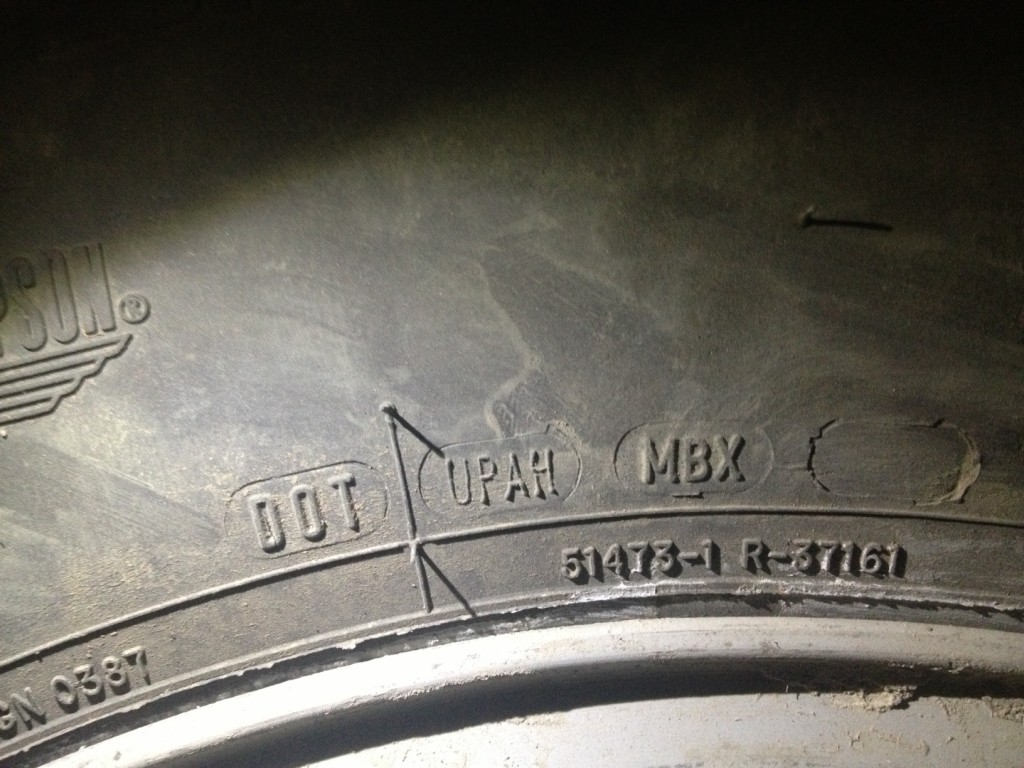 PSON®
DOT UPAH MBX
51473-1 R-37161
GN 0387